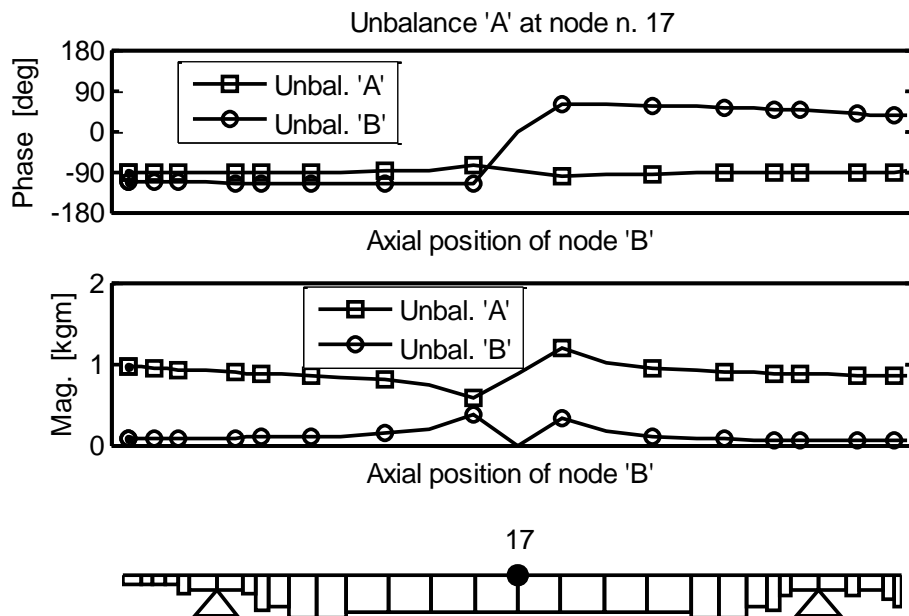 Unbalance 'A' at node n. 17
Phase [deg]
180
90
0
-90
-180
Unbal. 'A'
Unbal. 'B'
Axial position of node 'B'
Mag. [kgm]
2
1
0
Unbal. 'A'
Unbal. 'B'
Axial position of node 'B'
17